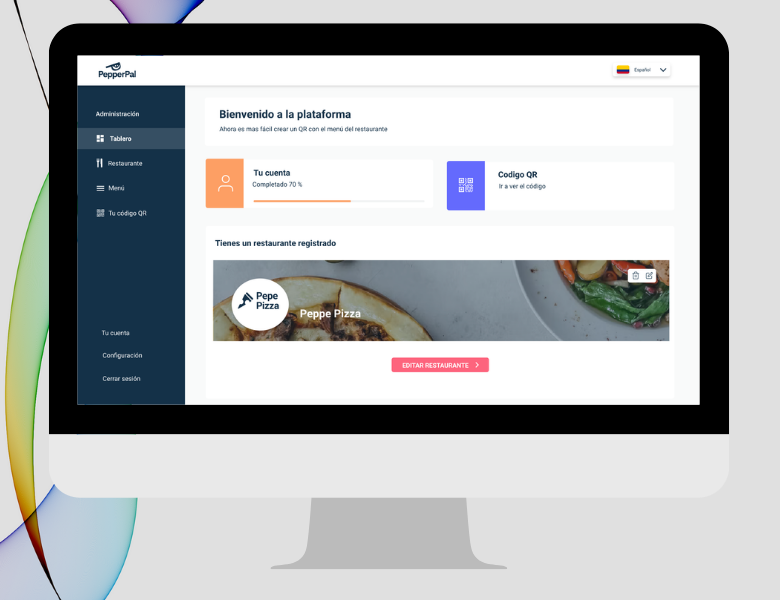 PepperPal
Español
Administración
Tablero
Restaurante
Menú
Tu código QR
Tu cuenta
Configuración
Cerrar sesión
Bienvenido a la plataforma
Ahora es mas fácil crear un QR con el menú del restaurante
Tu cuenta
Completado 70 %
Codigo QR
Ir a ver el código
Tienes un restaurante registrado
Pepe
Pizza
Peppe Pizza
EDITAR RESTAURANTE